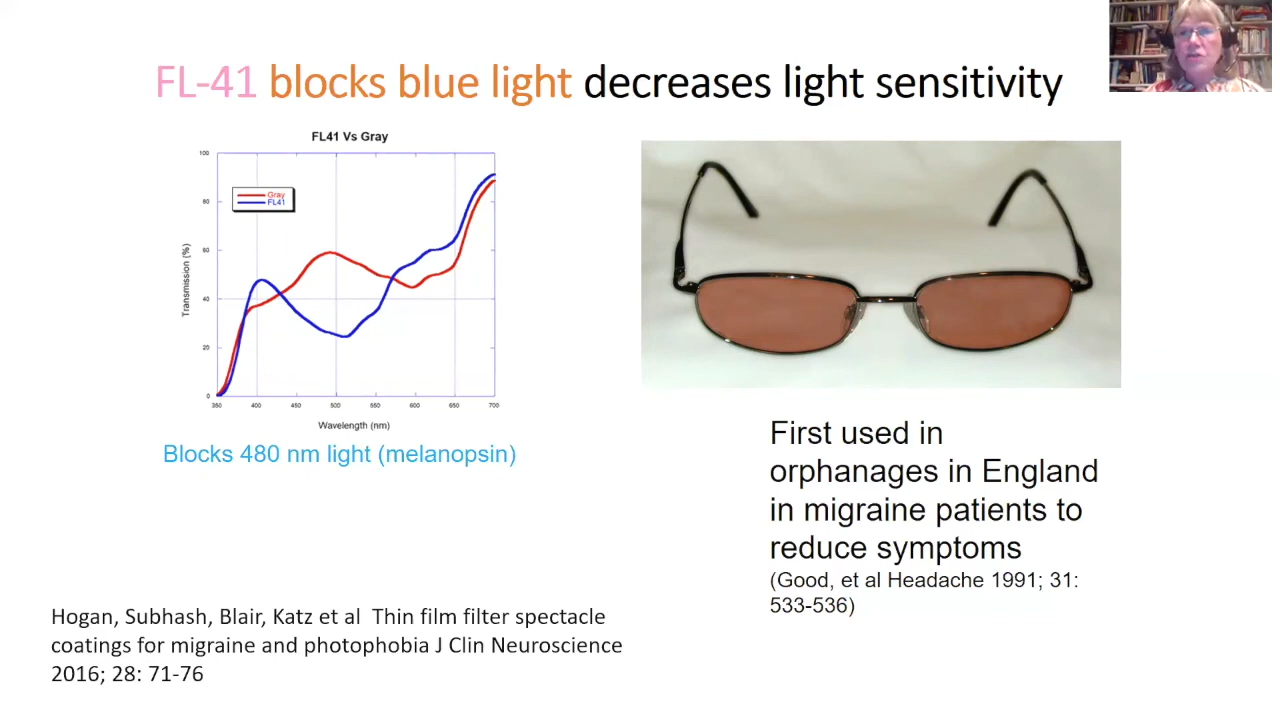 FL-41 blocks blue light decreases light sensitivity
FL41 Vs Gray
100
80
60
40
20
0
Gray
FL41
Transmission (%)
350 400 450 500 550 600 650 700
Wavelength (nm)
Blocks 480 nm light (melanopsin)
First used in
orphanages in England
in migraine patients to
reduce symptoms
(Good, et al Headache 1991; 31:
533-536)
Hogan, Subhash, Blair, Katz et al  Thin film filter spectacle
coatings for migraine and photophobia J Clin Neuroscience
2016; 28: 71-76